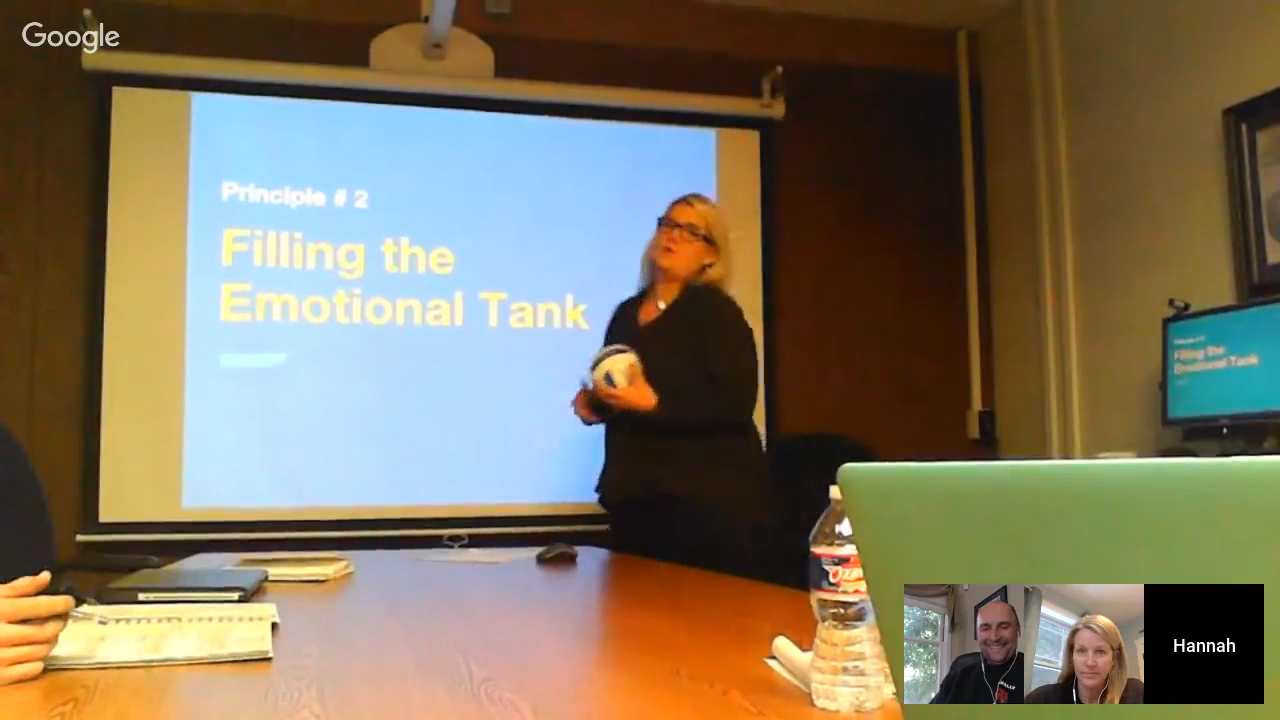 Google
Principle # 2
Filling the
Emotional Tank
Filling the
Emotional Tank
Hannah